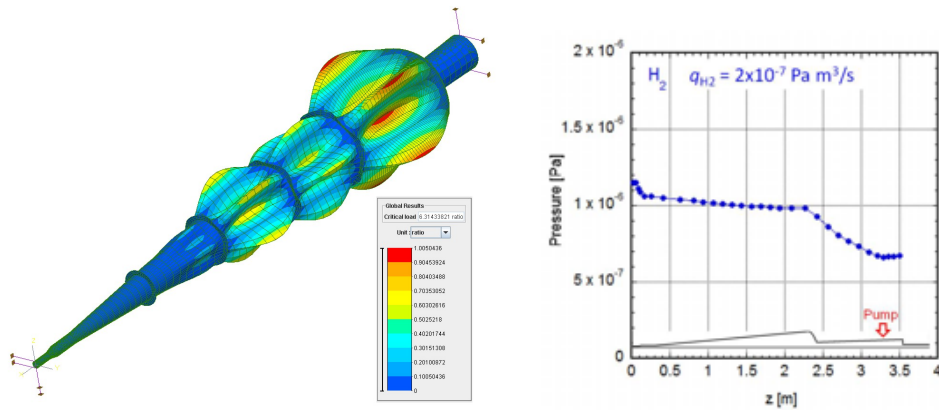 Global Results
Critical load 6.31433821 ratio
Unit: ratio
1.0050436
0.90453924
0.80403488
0.70353052
0.60302616
0.5025218
0.40201744
0.30151308
0.20100872
0.10050436
0
H2 qH2 = 2x10-7 Pa m3/s
Pressure [Pa]
2 x 10-6
1.5 x 10-6
1 x 10-6
5 x 10-7
0
Pump
0 0.5 1 1.5 2 2.5 3 3.5 4
z [m]